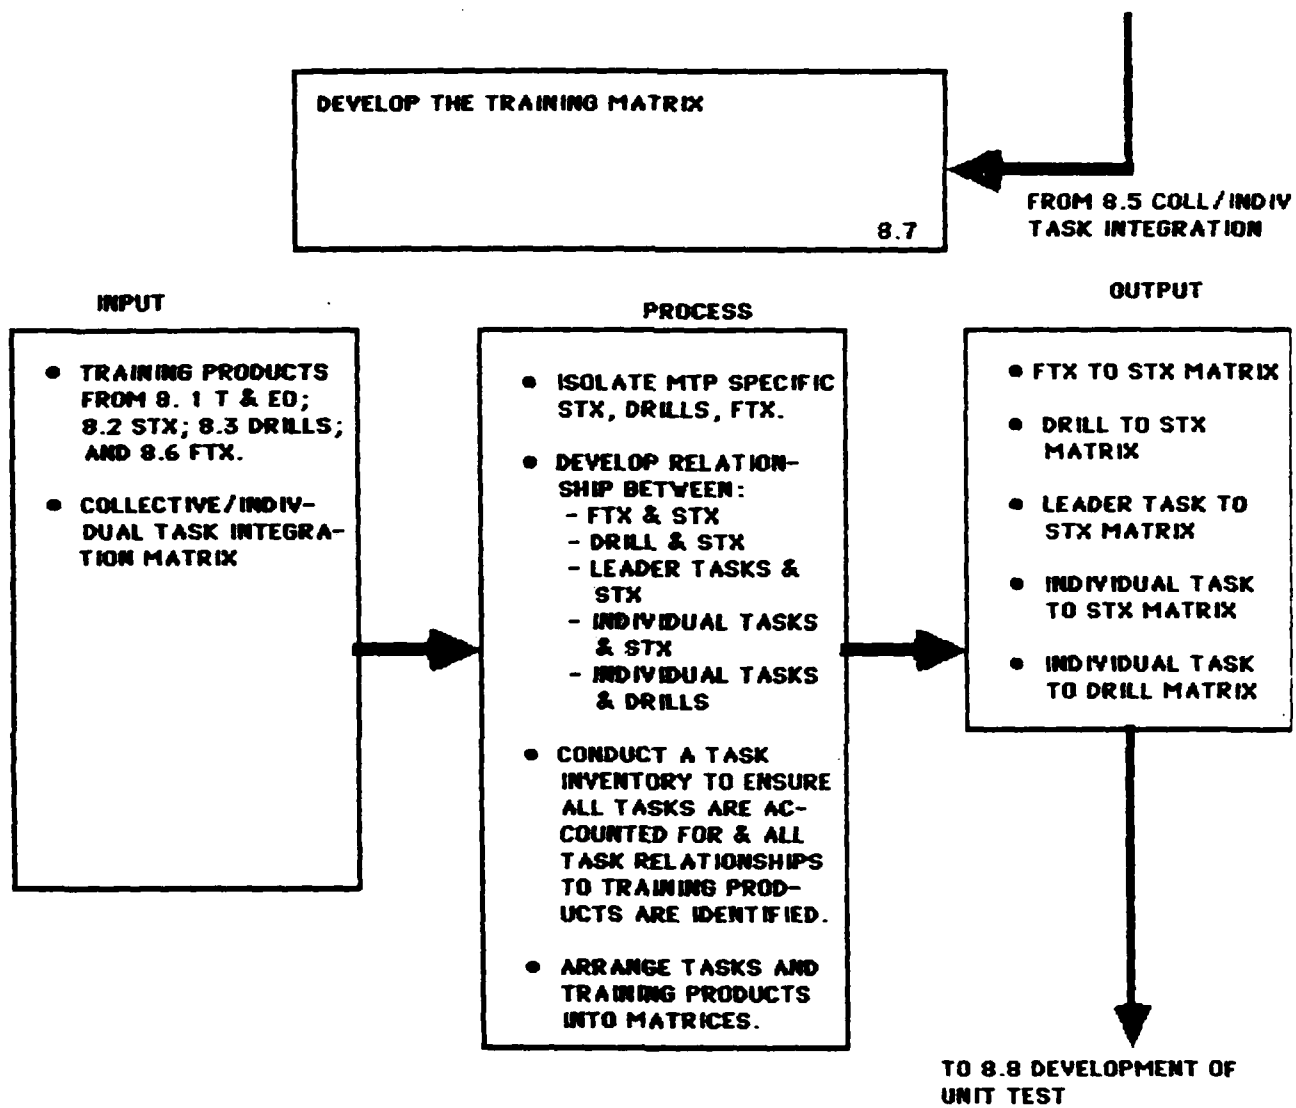 DEVELOP THE TRAINING MATRIX
8.7
FROM 8.5 COLL/INDIV
TASK INTEGRATION
INPUT
● TRAINING PRODUCTS
FROM 8. 1 T & EO;
8.2 STX; 8.3 DRILLS;
AND 8.6 FTX.
● COLLECTIVE/INDIV-
DUAL TASK INTEGRA-
TION MATRIX
PROCESS
● ISOLATE MTP SPECIFIC
STX, DRILLS, FTX.
● DEVELOP RELATION-
SHIP BETWEEN:
- FTX & STX
- DRILL & STX
- LEADER TASKS &
STX
- INDIVIDUAL TASKS
& STX
- INDIVIDUAL TASKS
& DRILLS
● CONDUCT A TASK
INVENTORY TO ENSURE
ALL TASKS ARE AC-
COUNTED FOR & ALL
TASK RELATIONSHIPS
TO TRAINING PROD-
UCTS ARE IDENTIFIED.
● ARRANGE TASKS AND
TRAINING PRODUCTS
INTO MATRICES.
OUTPUT
● FTX TO STX MATRIX
● DRILL TO STX
MATRIX
● LEADER TASK TO
STX MATRIX
● INDIVIDUAL TASK
TO STX MATRIX
● INDIVIDUAL TASK
TO DRILL MATRIX
TO 8.8 DEVELOPMENT OF
UNIT TEST